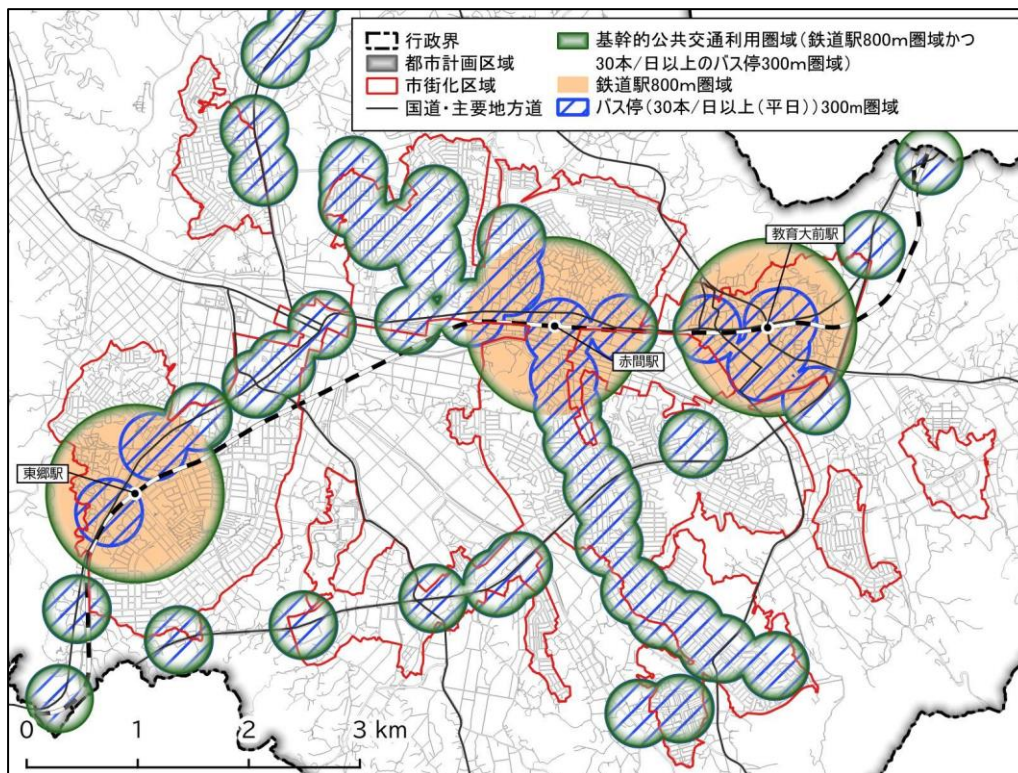 行政界
都市計画区域
市街化区域
国道・主要地方道
基幹的公共交通利用圏域(鉄道駅800m圏域かつ
30本/日以上のバス停300m圏域)
鉄道駅800m圏域
バス停(30本/日以上(平日))300m圏域
教育大前駅
赤間駅
東郷駅
0 1 2 3 km